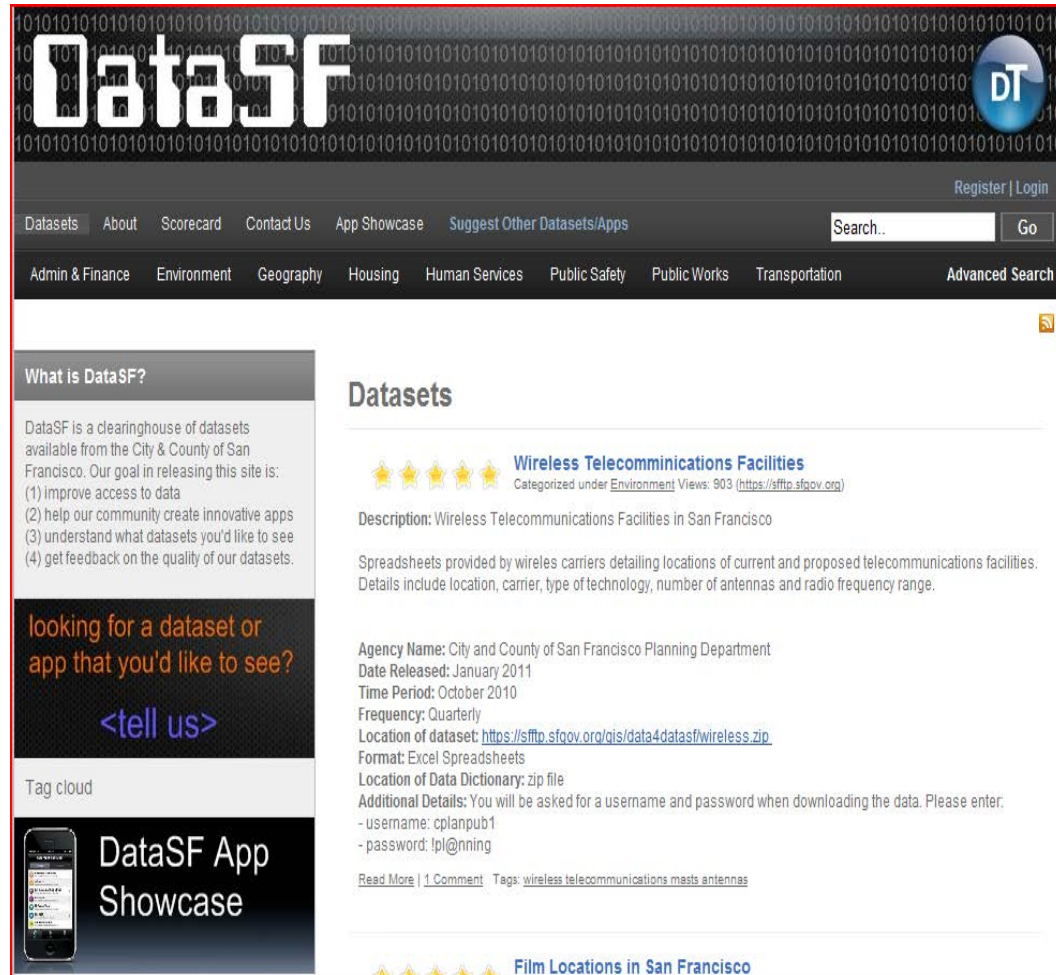 DataSF
DT
Register | Login
Datasets About Scorecard Contact Us App Showcase Suggest Other Datasets/Apps Search.. Go
Admin & Finance Environment Geography Housing Human Services Public Safety Public Works Transportation Advanced Search
What is DataSF?
DataSF is a clearinghouse of datasets
available from the City & County of San
Francisco. Our goal in releasing this site is:
(1) improve access to data
(2) help our community create innovative apps
(3) understand what datasets you'd like to see
(4) get feedback on the quality of our datasets.
looking for a dataset or
app that you'd like to see?
<tell us>
Tag cloud
DataSF App
Showcase
Datasets
Wireless Telecomminications Facilities
Categorized under Environment Views: 903 (https://sfftp.sfgov.org)
Description: Wireless Telecommunications Facilities in San Francisco
Spreadsheets provided by wireles carriers detailing locations of current and proposed telecommunications facilities.
Details include location, carrier, type of technology, number of antennas and radio frequency range.
Agency Name: City and County of San Francisco Planning Department
Date Released: January 2011
Time Period: October 2010
Frequency: Quarterly
Location of dataset: https://sfftp.sfgov.org/gis/data4datasf/wireless.zip
Format: Excel Spreadsheets
Location of Data Dictionary: zip file
Additional Details: You will be asked for a username and password when downloading the data. Please enter:
- username: cplanpub1
- password: !pl@nning
Read More | 1 Comment Tags: wireless telecommunications masts antennas
Film Locations in San Francisco